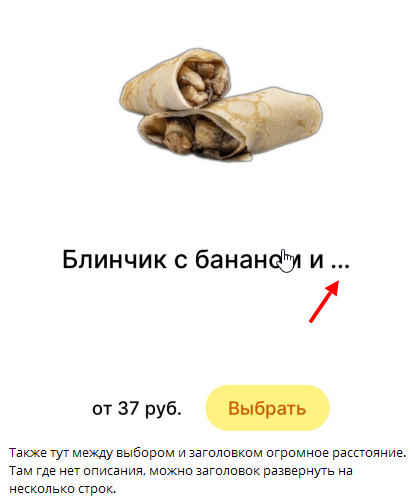 Блинчик с бананом и ...
от 37 руб. Выбрать
Также тут между выбором и заголовком огромное расстояние.
Там где нет описания, можно заголовок развернуть на
несколько строк.